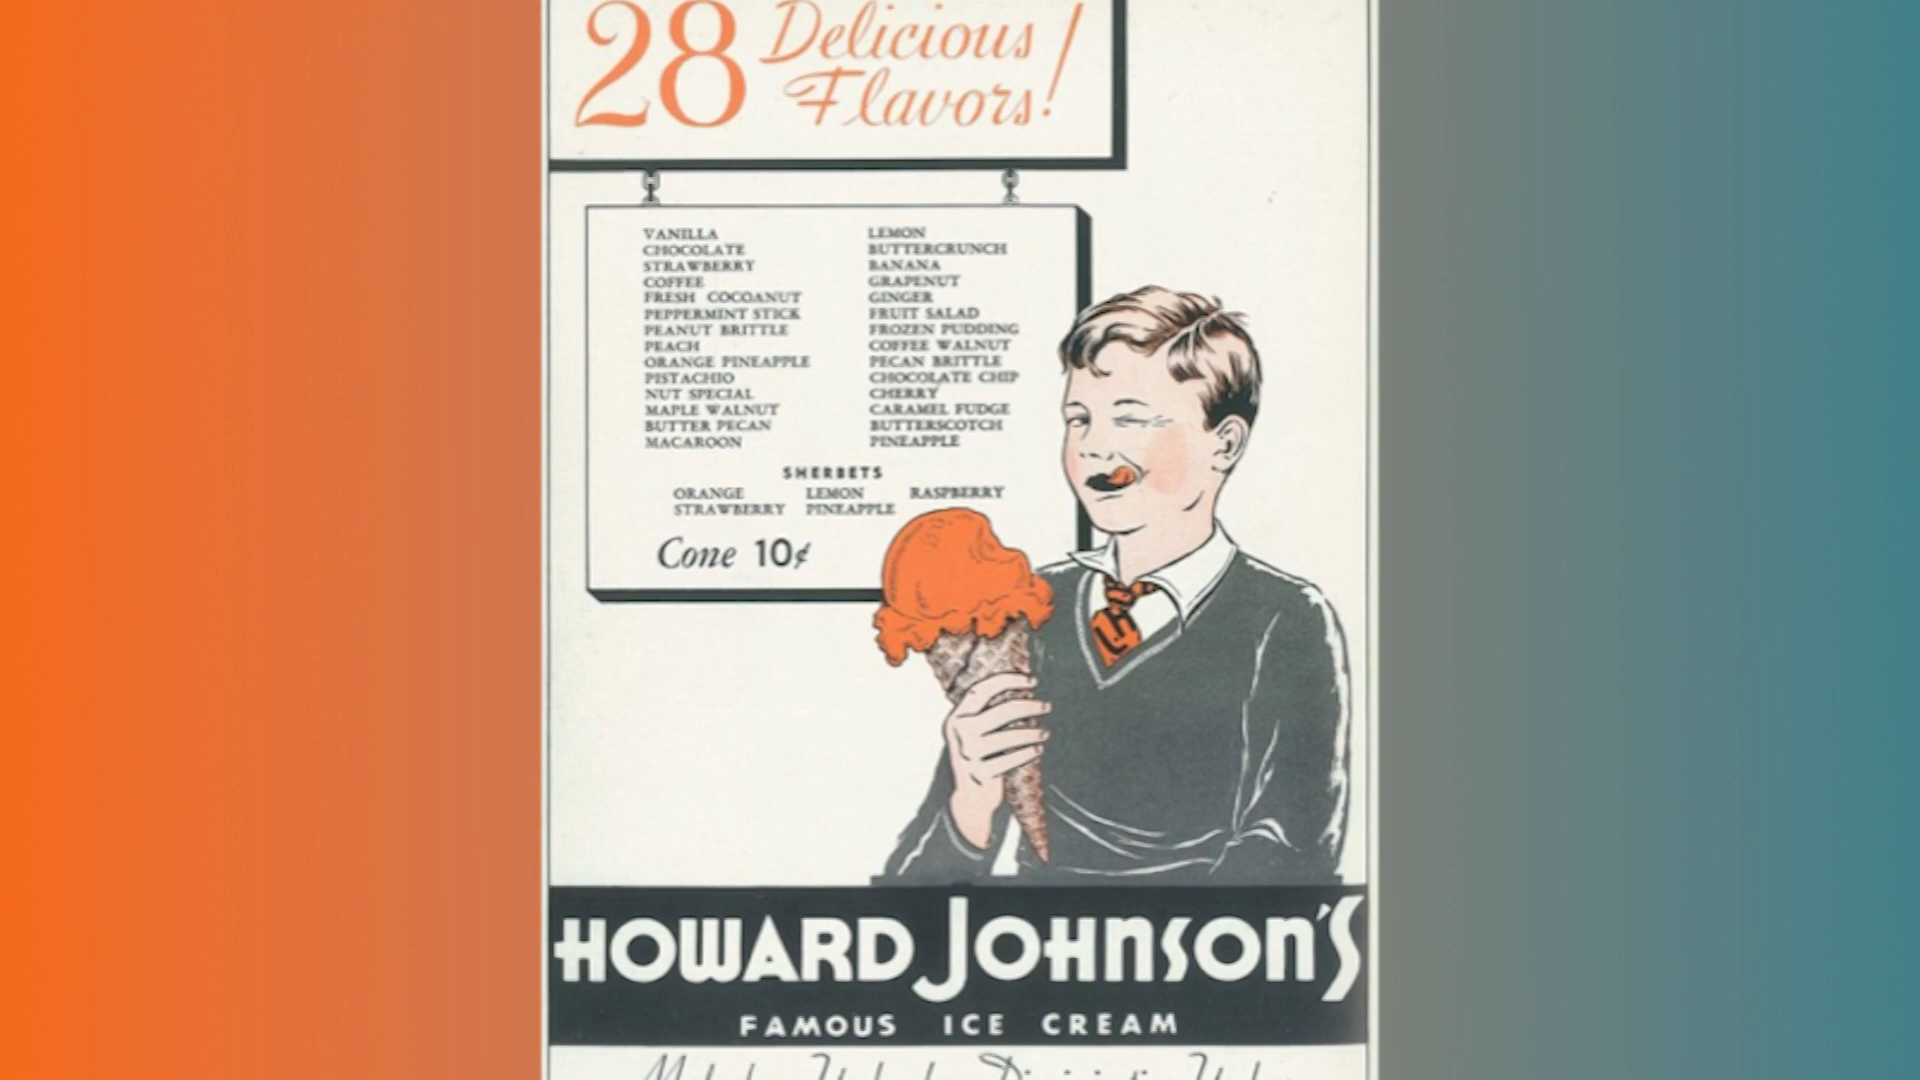 28 Delicious
Flavors!
VANILLA
CHOCOLATE
STRAWBERRY
COFFEE
FRESH COCOANUT
PEPPERMINT STICK
PEANUT BRITTLE
PEACH
ORANGE PINEAPPLE
PISTACHIO
NUT SPECIAL
MAPLE WALNUT
BUTTER PECAN
MACAROON
LEMON
BUTTERCRUNCH
BANANA
GRAPENUT
GINGER
FRUIT SALAD
FROZEN PUDDING
COFFEE WALNUT
PECAN BRITTLE
CHOCOLATE CHIP
CHERRY
CARAMEL FUDGE
BUTTERSCOTCH
PINEAPPLE
SHERBETS
ORANGE LEMON RASPBERRY
STRAWBERRY PINEAPPLE
Cone 10¢
HOWARD JOHNSON'S
FAMOUS ICE CREAM